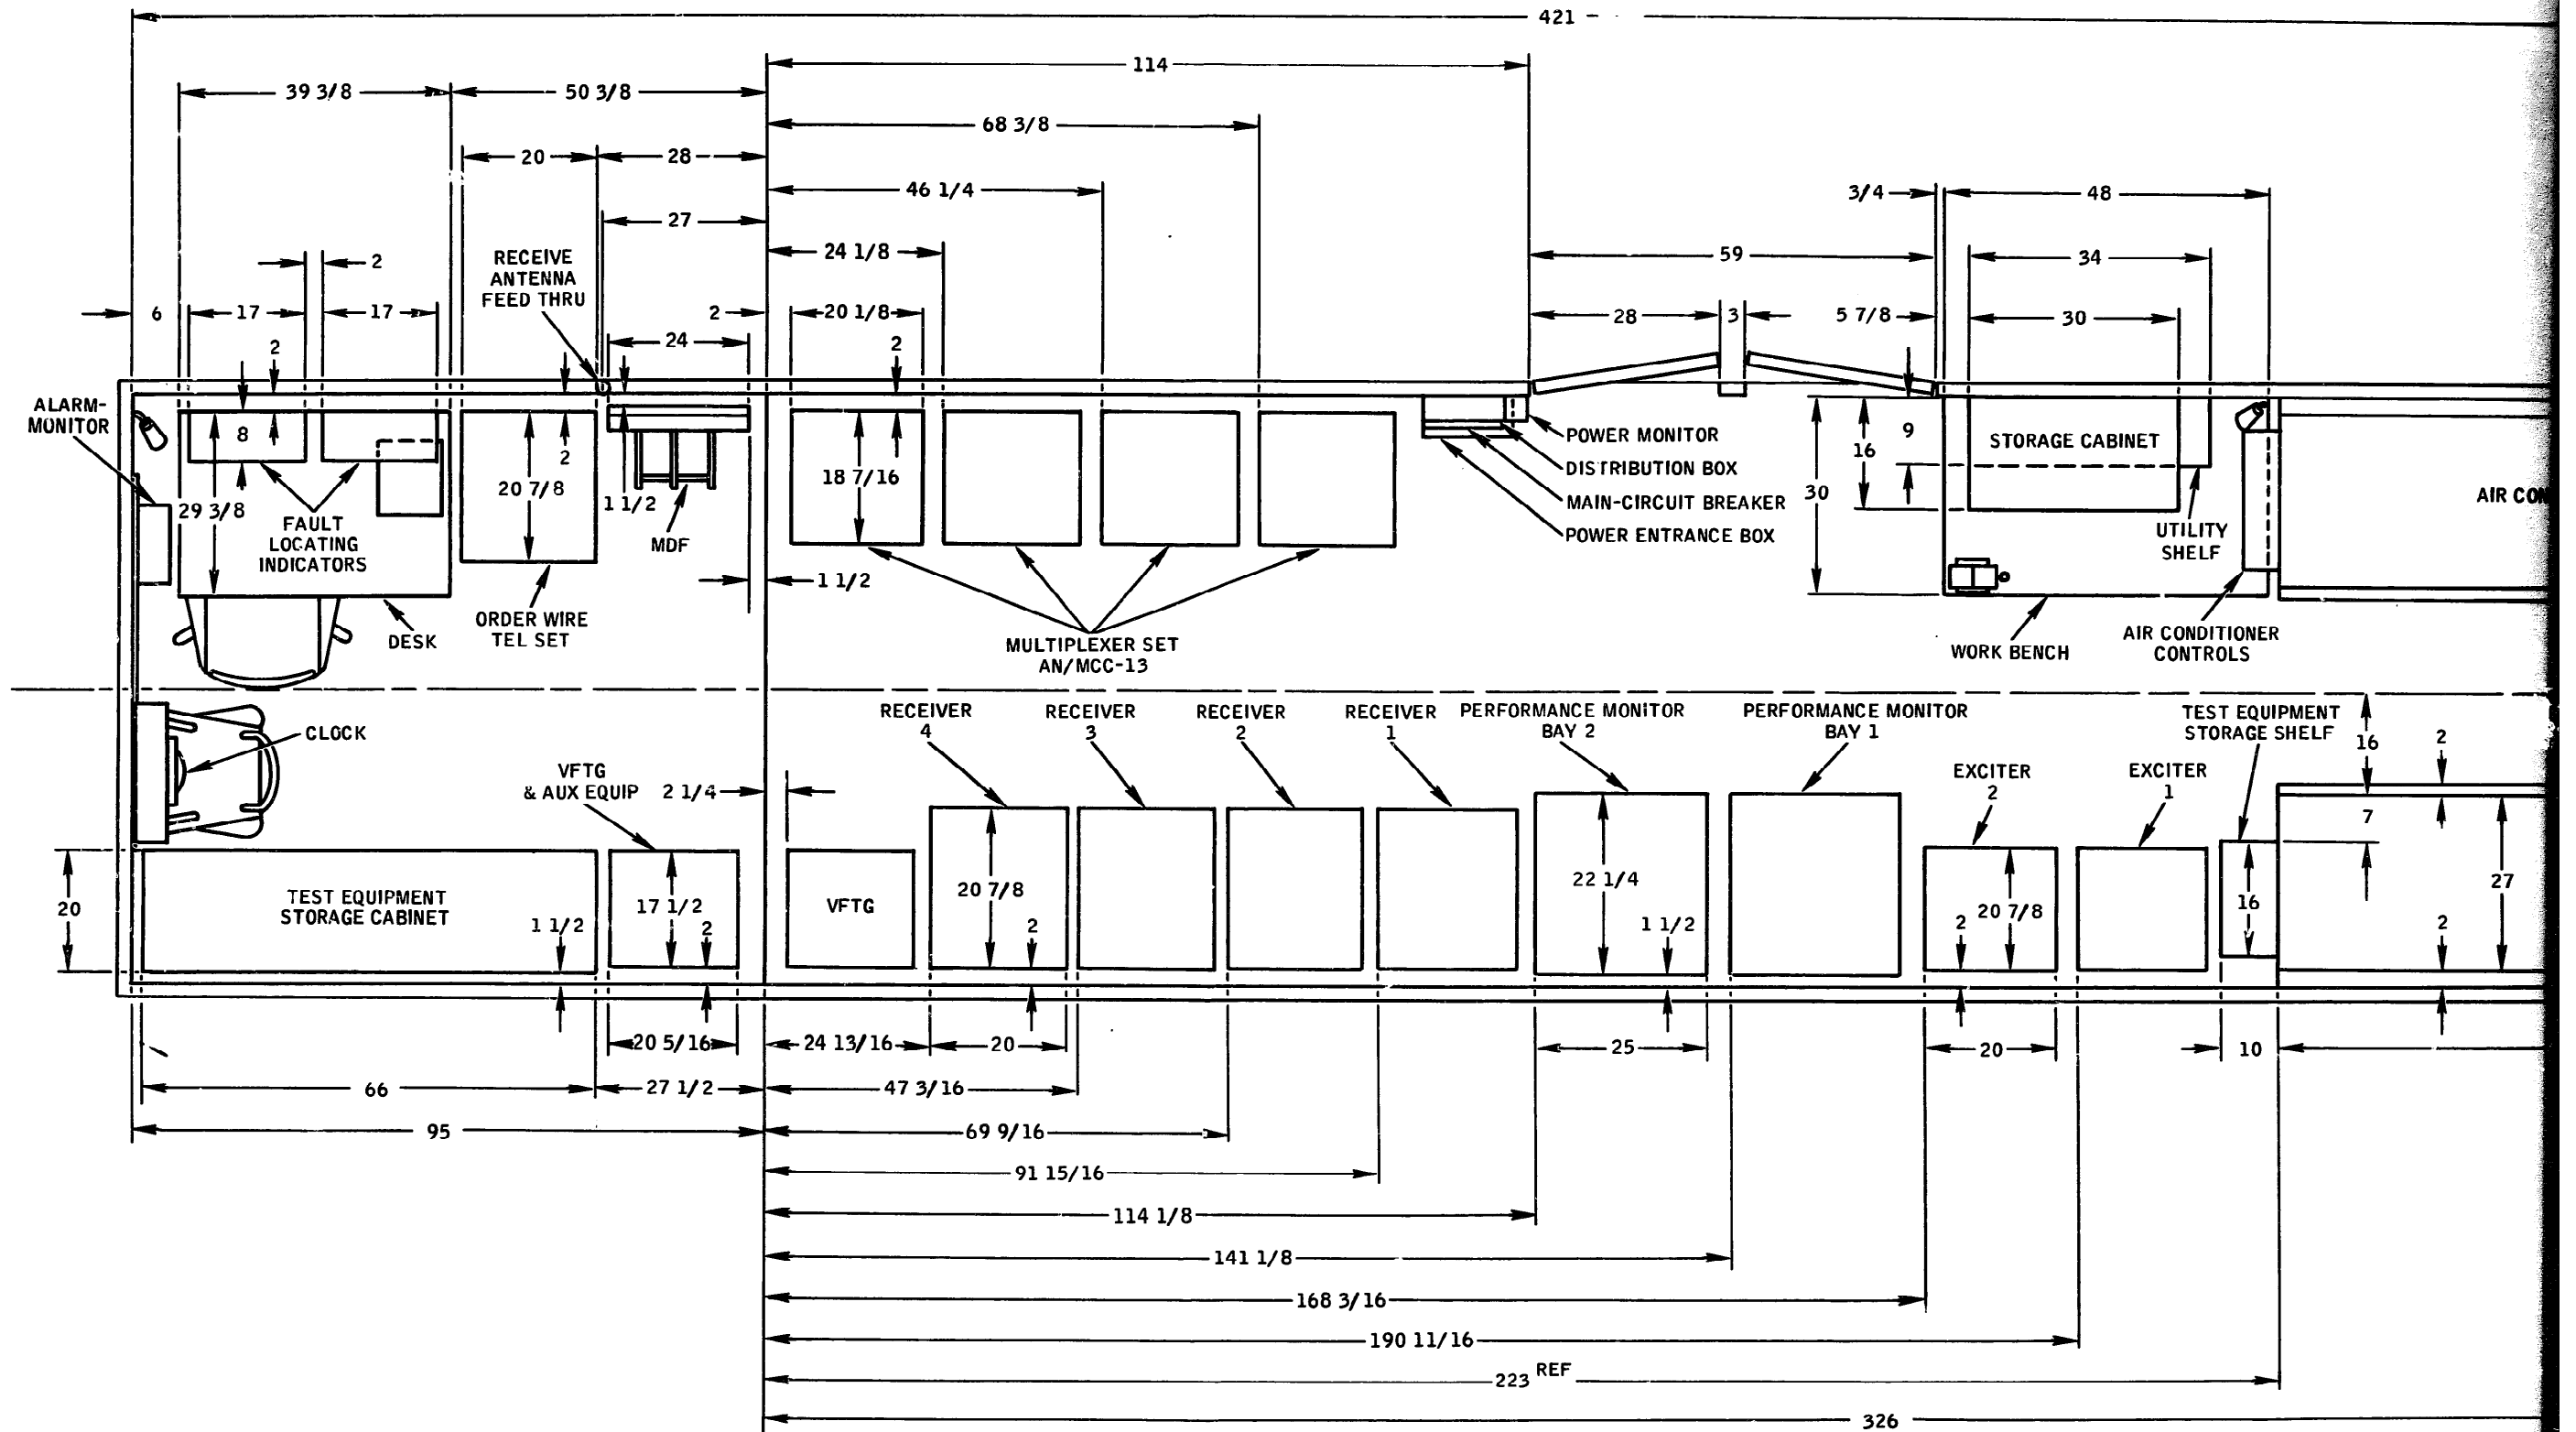 421
114
39 3/8
50 3/8
68 3/8
20
28
46 1/4
3/4
48
27
24 1/8
59
34
RECEIVE
ANTENNA
FEED THRU
2
6
17
17
2
20 1/8
28
3
5 7/8
30
24
2
2
ALARM-
MONITOR
8
2
9
16
STORAGE CABINET
POWER MONITOR
DISTRIBUTION BOX
MAIN-CIRCUIT BREAKER
POWER ENTRANCE BOX
18 7/16
20 7/8
1 1/2
29 3/8
30
AIR CON
FAULT
LOCATING
INDICATORS
MDF
UTILITY
SHELF
1 1/2
ORDER WIRE
TEL SET
DESK
MULTIPLEXER SET
AN/MCC-13
WORK BENCH
AIR CONDITIONER
CONTROLS
RECEIVER
4
RECEIVER
3
RECEIVER
2
RECEIVER
1
PERFORMANCE MONITOR
BAY 2
PERFORMANCE MONITOR
BAY 1
TEST EQUIPMENT
STORAGE SHELF
16
2
CLOCK
VFTG
& AUX EQUIP
2 1/4
EXCITER
2
EXCITER
1
7
20
TEST EQUIPMENT
STORAGE CABINET
1 1/2
17 1/2
2
VFTG
20 7/8
2
22 1/4
1 1/2
2
20 7/8
16
2
27
20 5/16
24 13/16
20
25
20
10
66
27 1/2
47 3/16
95
69 9/16
91 15/16
114 1/8
141 1/8
168 3/16
190 11/16
223 REF
326